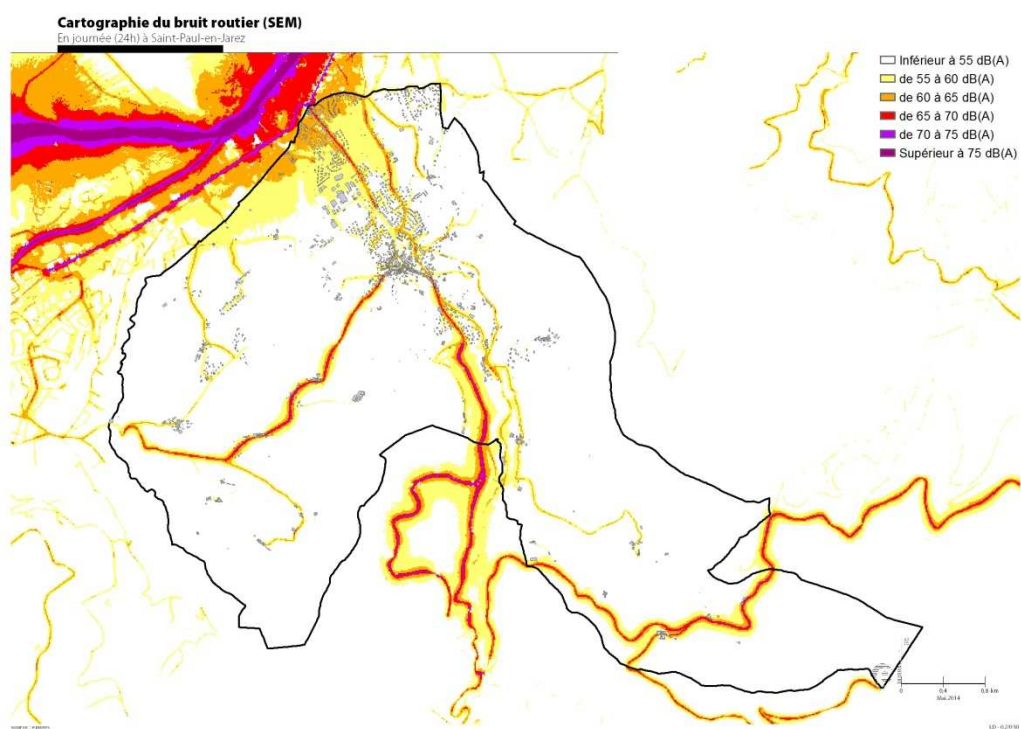 Cartographie du bruit routier (SEM)
En journée (24h) à Saint-Paul-en-Jarez
Inférieur à 55 dB(A)
de 55 à 60 dB(A)
de 60 à 65 dB(A)
de 65 à 70 dB(A)
de 70 à 75 dB(A)
Supérieur à 75 dB(A)
0 0,4 0,8 km
Mai 2014